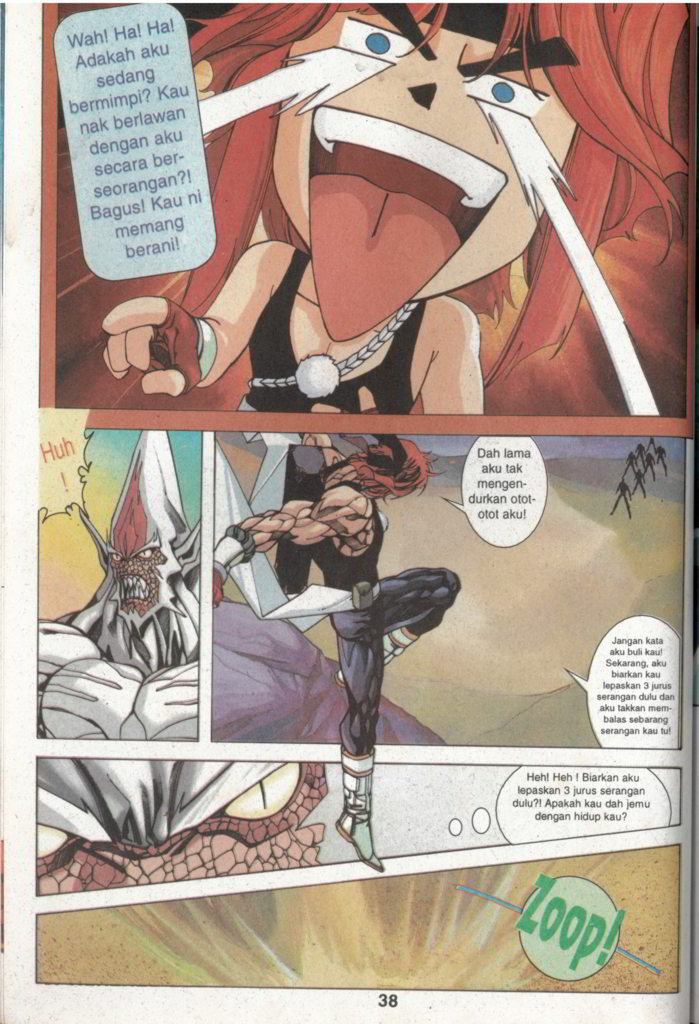 Wah! Ha! Ha!
Adakah aku
sedang
bermimpi? Kau
nak berlawan
dengan aku
secara ber-
seorangan?!
Bagus! Kau ni
memang
berani!
Huh
!
Dah lama
aku tak
mengen-
durkan otot-
otot aku!
Jangan kata
aku buli kau!
Sekarang, aku
biarkan kau
lepaskan 3 jurus
serangan dulu dan
aku takkan mem-
balas sebarang
serangan kau tu!
Heh! Heh ! Biarkan aku
lepaskan 3 jurus serangan
dulu?! Apakah kau dah jemu
dengan hidup kau?
Zoop!
38